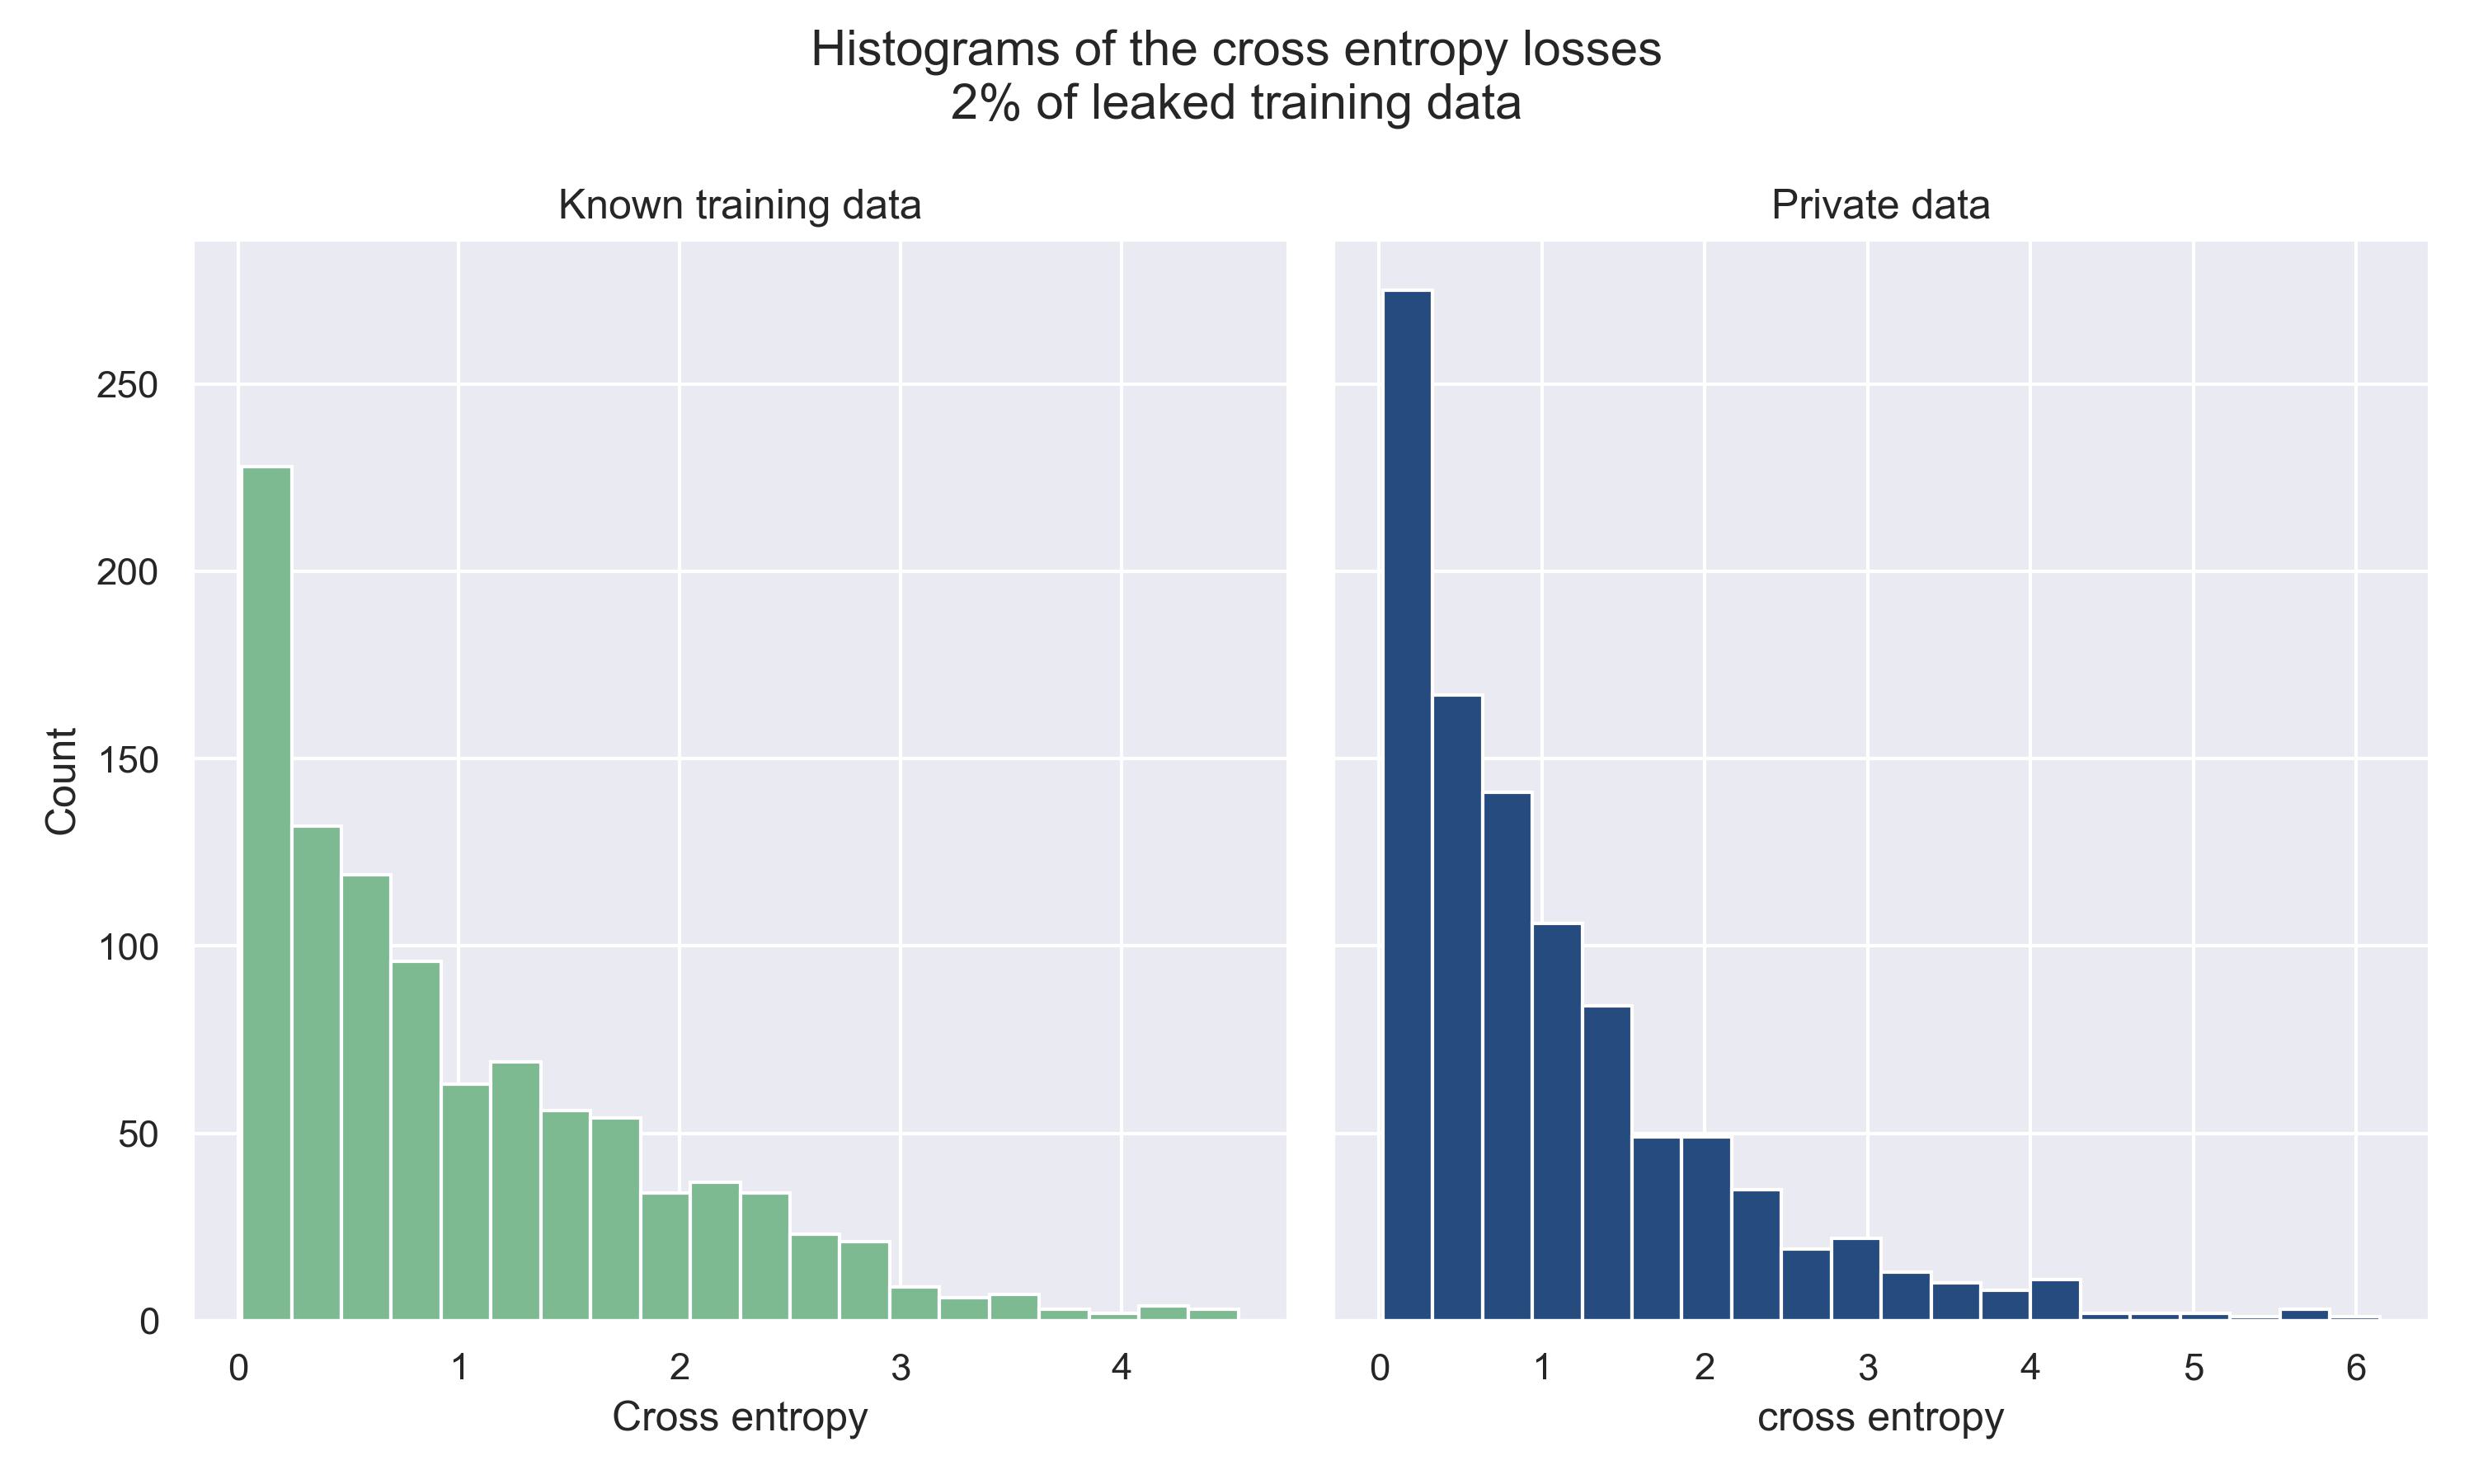 Histograms of the cross entropy losses
2% of leaked training data
Known training data
Private data
Count
250
200
150
100
50
0
0 1 2 3 4
0 1 2 3 4 5 6
Cross entropy
cross entropy